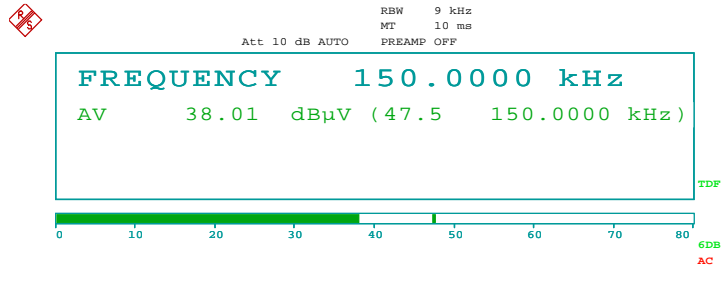 R S
RBW 9 kHz
MT 10 ms
Att 10 dB AUTO PREAMP OFF
FREQUENCY 150.0000 kHz
AV 38.01 dBµV (47.5 150.0000 kHz)
TDF
0 10 20 30 40 50 60 70 80
6DB
AC